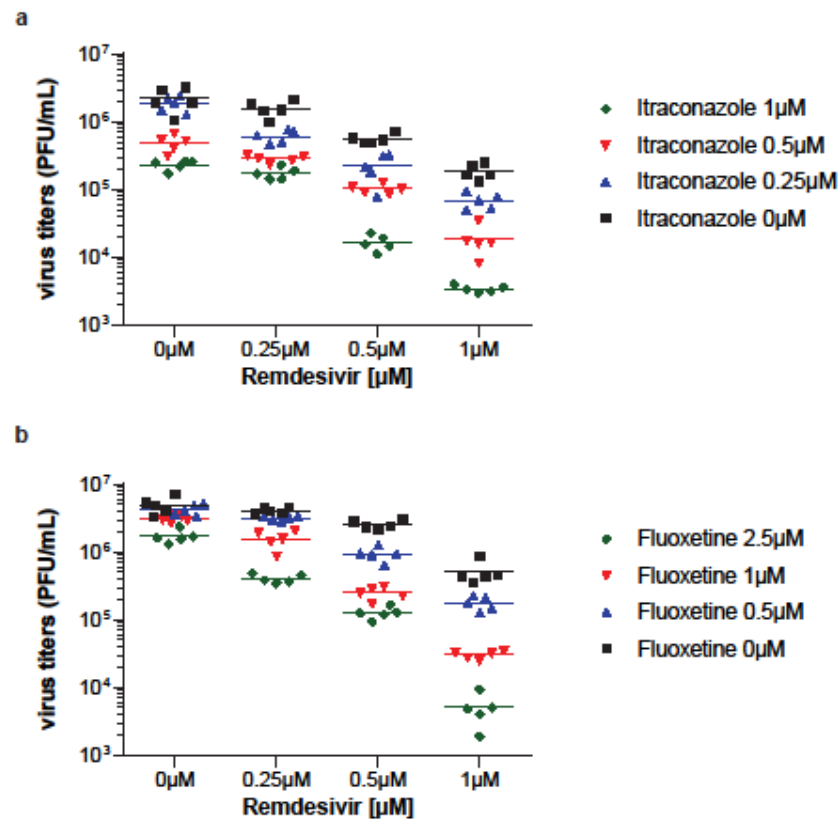 a
virus titers (PFU/mL)
10⁷
10⁶
10⁵
10⁴
10³
0µM 0.25µM 0.5µM 1µM
Remdesivir [µM]
Itraconazole 1µM
Itraconazole 0.5µM
Itraconazole 0.25µM
Itraconazole 0µM
b
virus titers (PFU/mL)
10⁷
10⁶
10⁵
10⁴
10³
0µM 0.25µM 0.5µM 1µM
Remdesivir [µM]
Fluoxetine 2.5µM
Fluoxetine 1µM
Fluoxetine 0.5µM
Fluoxetine 0µM